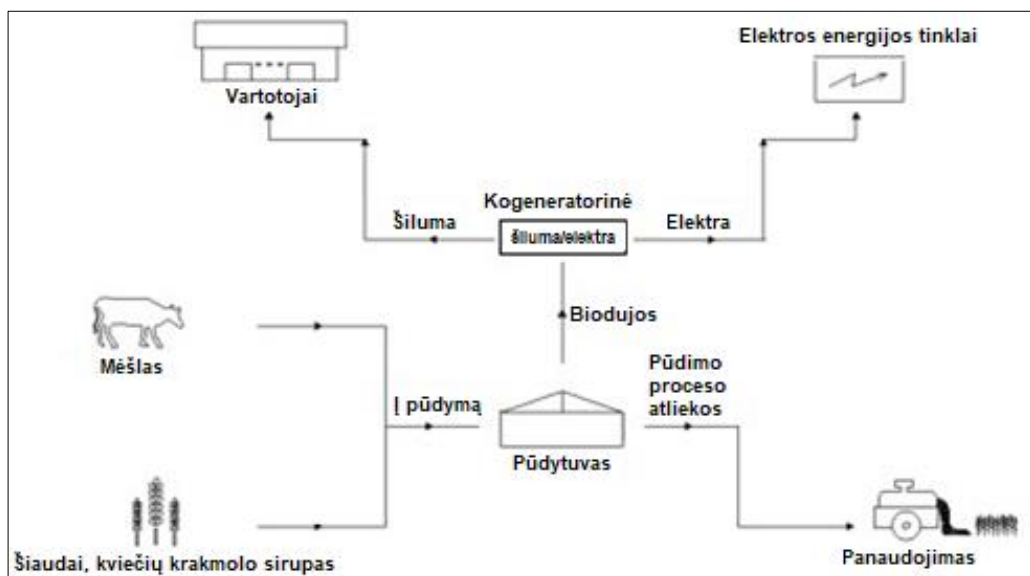 Elektros energijos tinklai
Vartotojai
Kogeneratorinė
Šiluma
šiluma/elektra
Elektra
Biodujos
Mėšlas
Pūdimo
proceso
atliekos
Į pūdymą
Pūdytuvas
Šiaudai, kviečių krakmolo sirupas
Panaudojimas